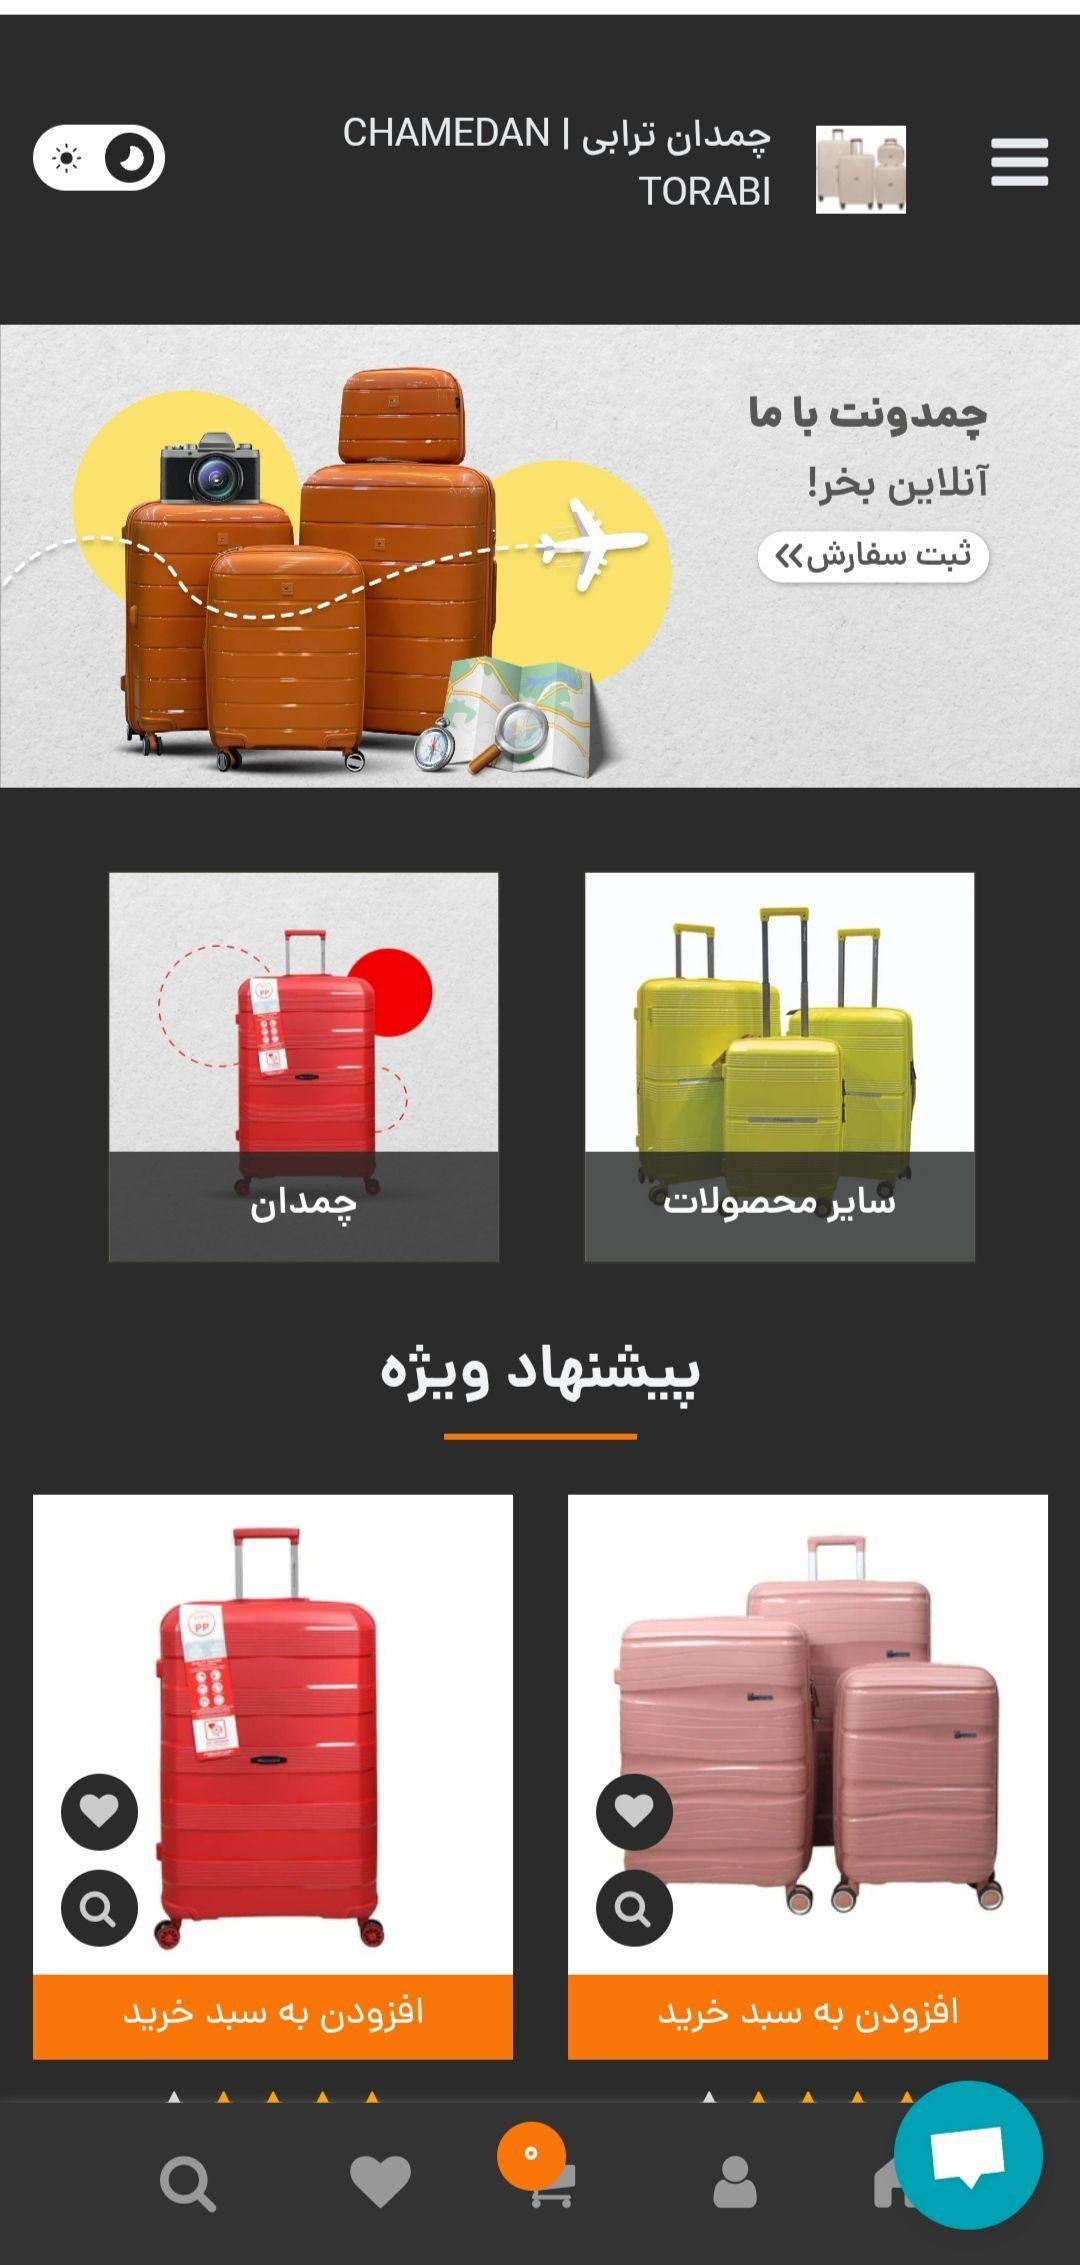 چمدان ترابی | CHAMEDAN
TORABI
چمدونت با ما
آنلاین بخر!
ثبت سفارش»
سایر محصولات
چمدان
پیشنهاد ویژه
PP
افزودن به سبد خرید
افزودن به سبد خرید
۰